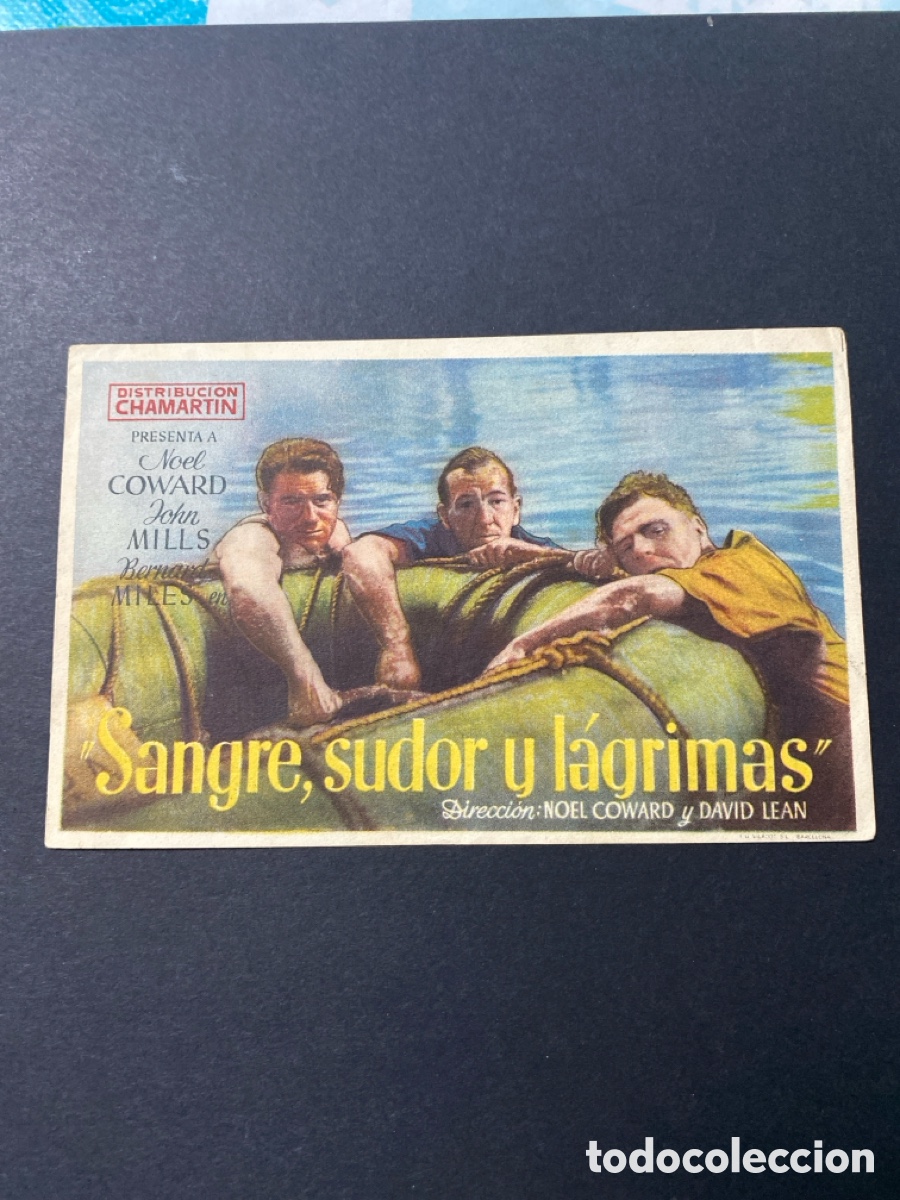 DISTRIBUCION
CHAMARTIN
PRESENTA A
Noel
COWARD
John
MILLS
Bernard
MILES en
"Sangre, sudor y lágrimas"
Dirección: NOEL COWARD y DAVID LEAN
BARCELONA
todocoleccion